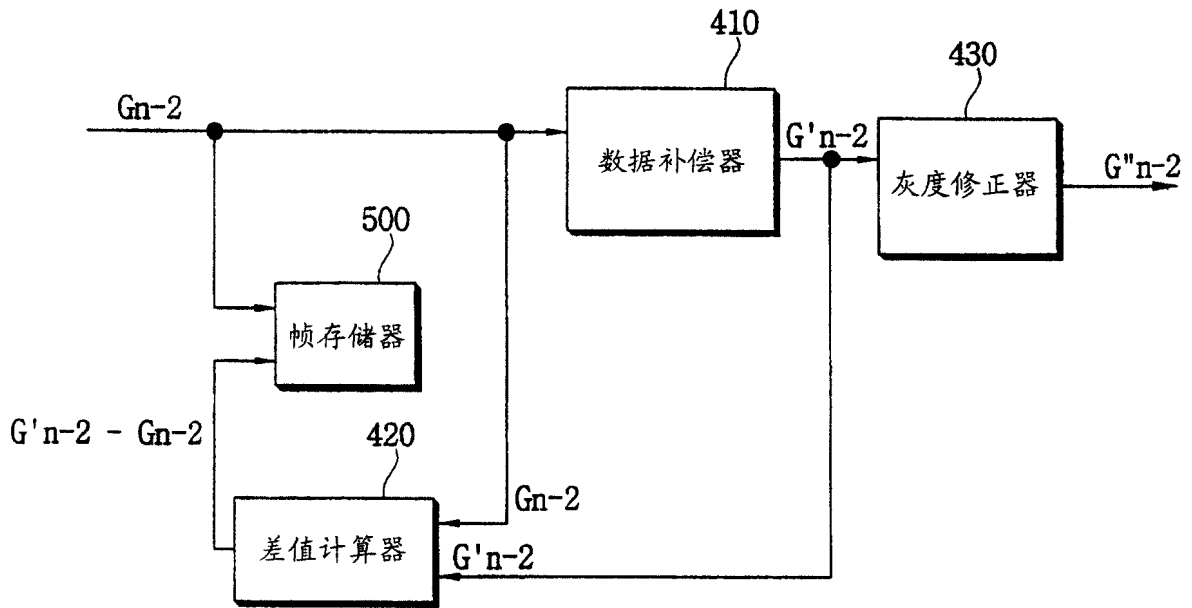 410
430
Gn-2
G'n-2
数据补偿器
灰度修正器
G"n-2
500
帧存储器
G'n-2 - Gn-2
420
Gn-2
差值计算器
G'n-2